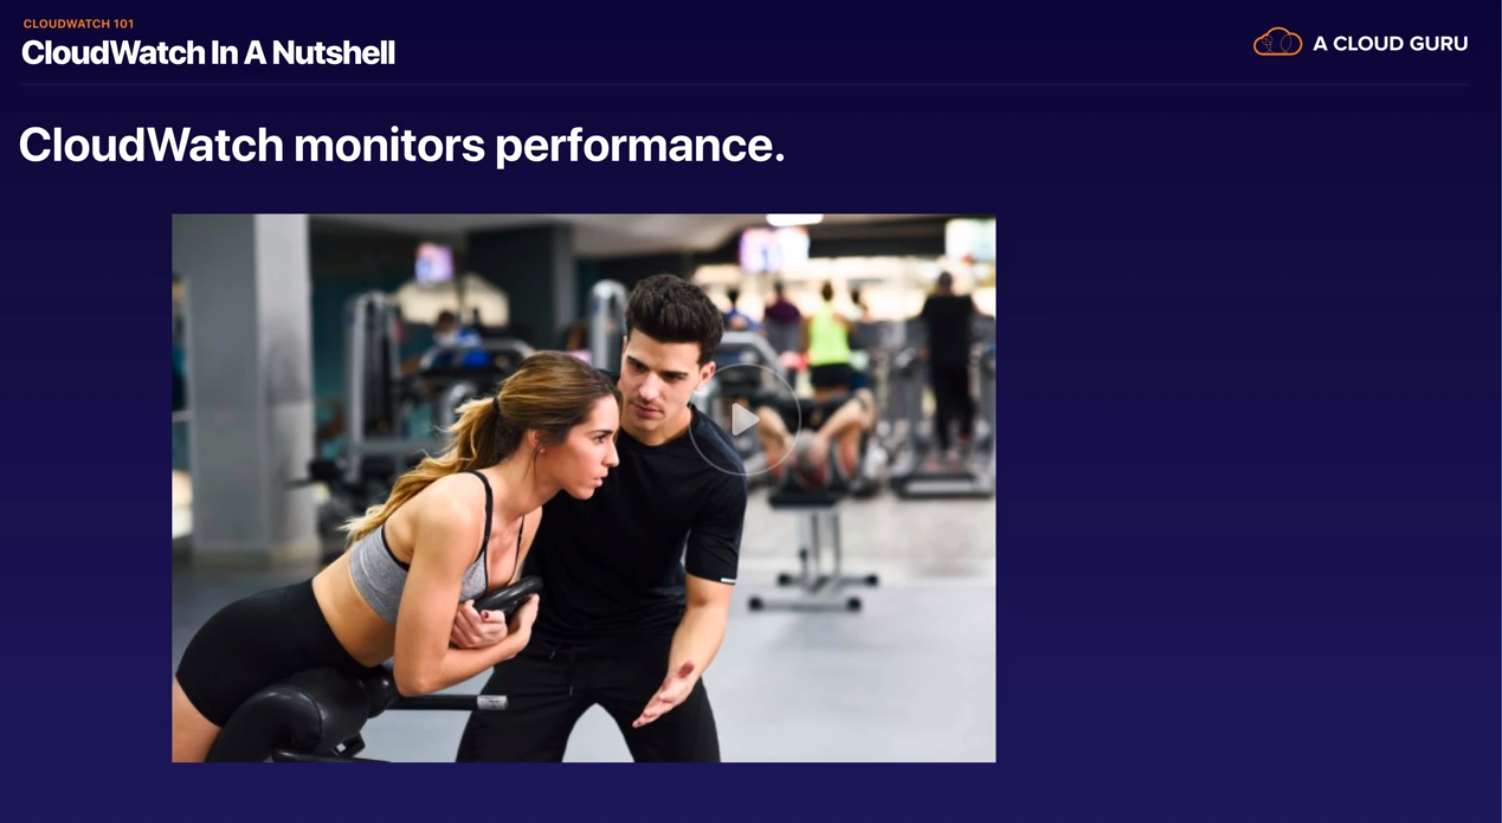 CLOUDWATCH 101
CloudWatch In A Nutshell
A CLOUD GURU
CloudWatch monitors performance.